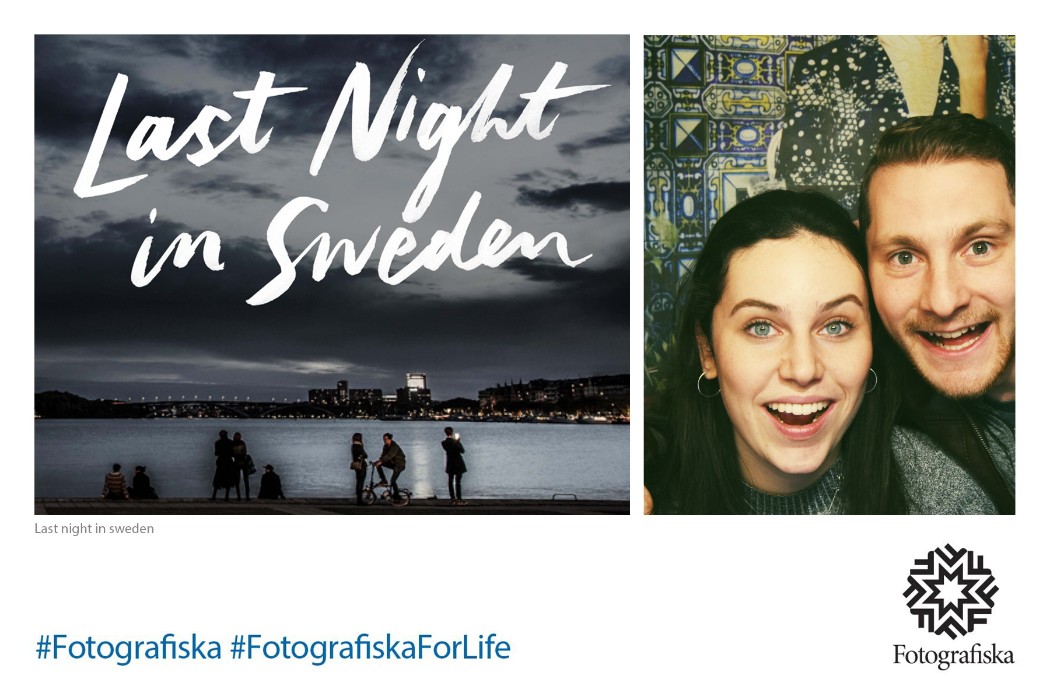 Last Night
in Sweden
Last night in sweden
#Fotografiska #FotografiskaForLife
Fotografiska